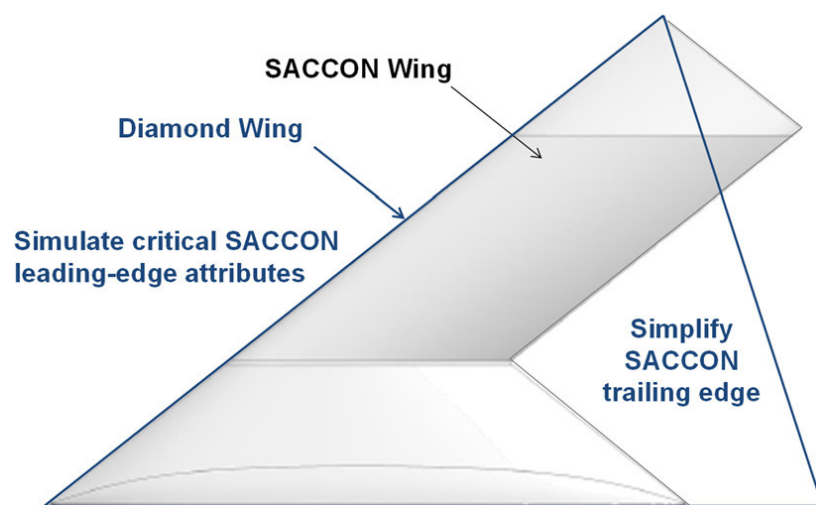 SACCON Wing
Diamond Wing
Simulate critical SACCON
leading-edge attributes
Simplify
SACCON
trailing edge